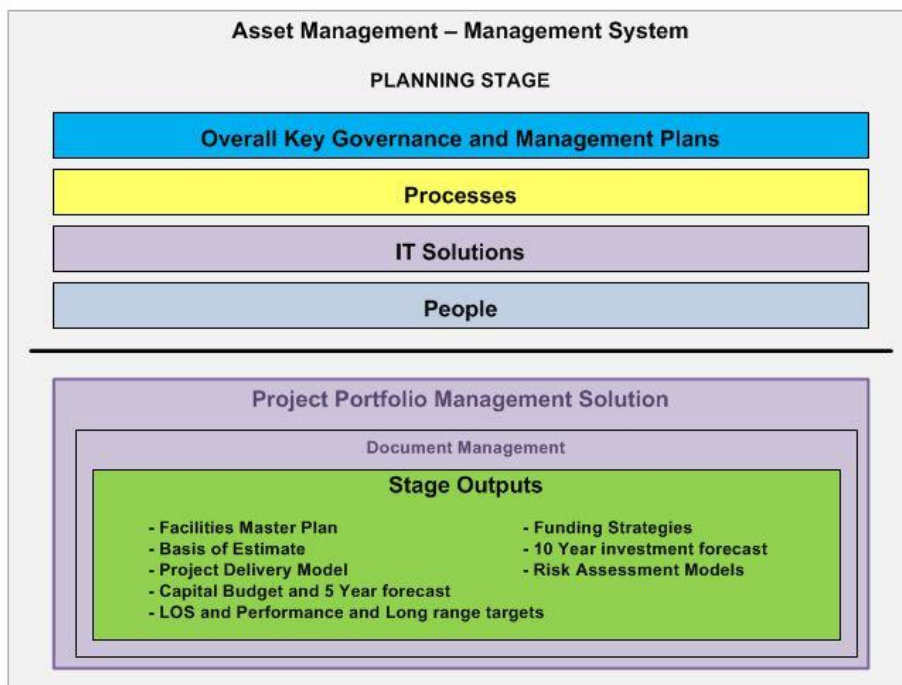 Asset Management – Management System
PLANNING STAGE
Overall Key Governance and Management Plans
Processes
IT Solutions
People
Project Portfolio Management Solution
Document Management
Stage Outputs
- Facilities Master Plan
- Basis of Estimate
- Project Delivery Model
- Capital Budget and 5 Year forecast
- LOS and Performance and Long range targets
- Funding Strategies
- 10 Year investment forecast
- Risk Assessment Models